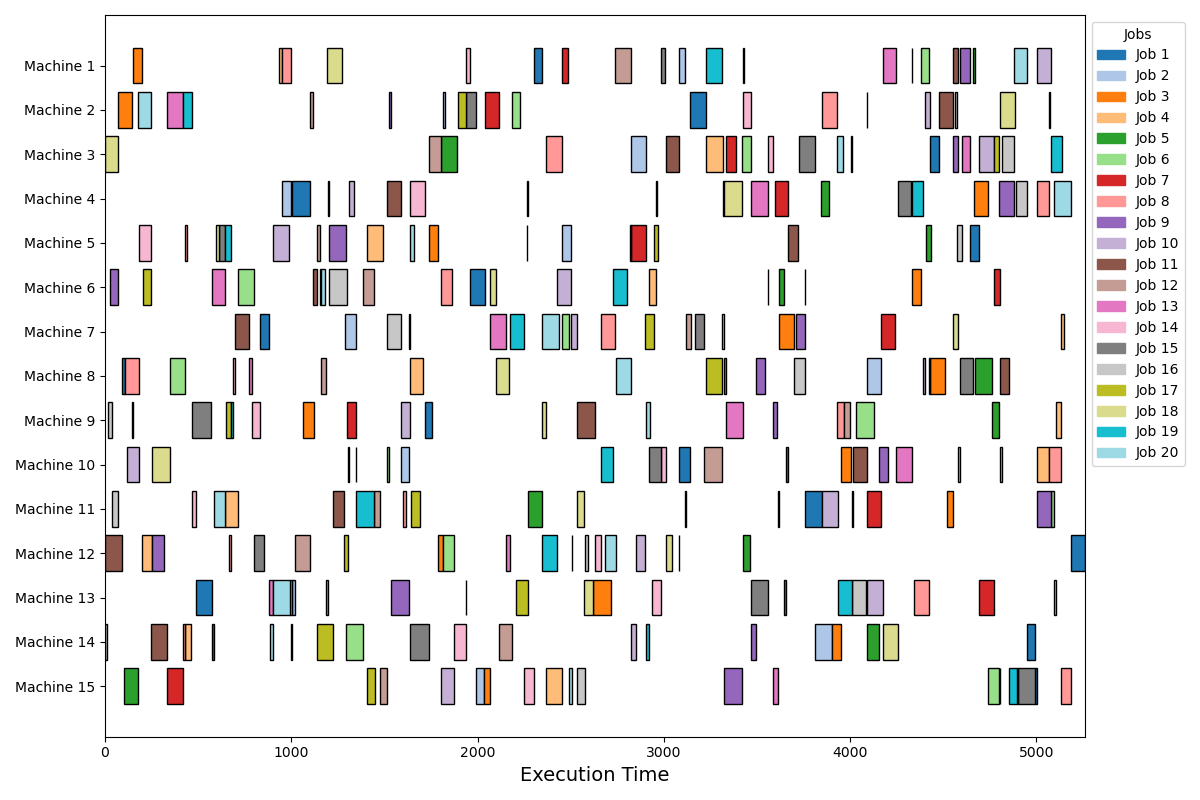 Machine 1
Machine 2
Machine 3
Machine 4
Machine 5
Machine 6
Machine 7
Machine 8
Machine 9
Machine 10
Machine 11
Machine 12
Machine 13
Machine 14
Machine 15
0 1000 2000 3000 4000 5000
Execution Time
Jobs
Job 1
Job 2
Job 3
Job 4
Job 5
Job 6
Job 7
Job 8
Job 9
Job 10
Job 11
Job 12
Job 13
Job 14
Job 15
Job 16
Job 17
Job 18
Job 19
Job 20